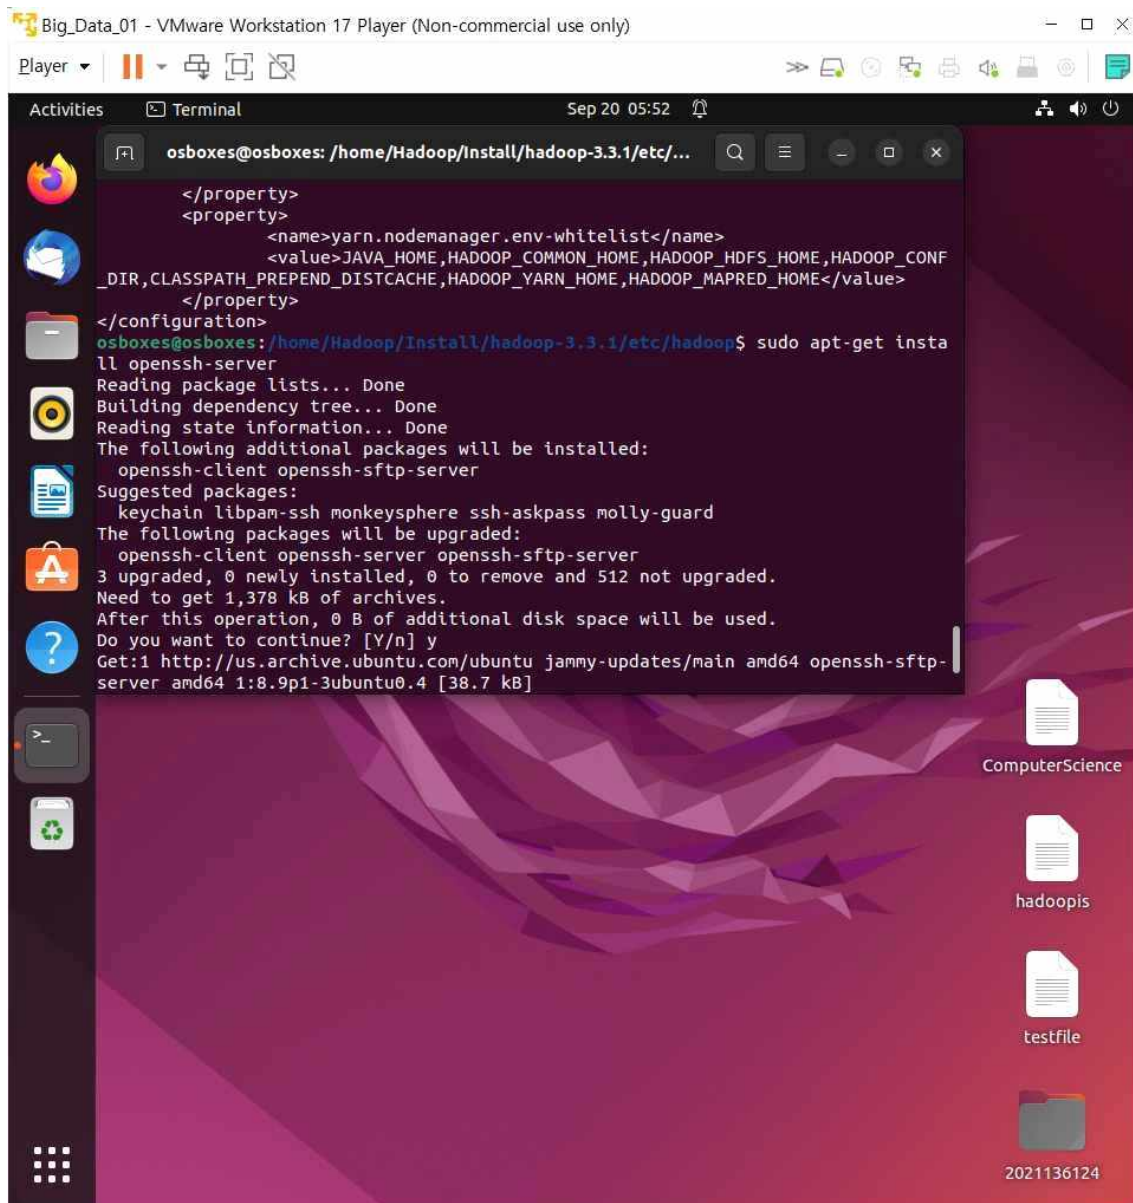 Big_Data_01 - VMware Workstation 17 Player (Non-commercial use only)
Player
Activities
Terminal
Sep 20 05:52
osboxes@osboxes: /home/Hadoop/Install/hadoop-3.3.1/etc/...
</property>
<property>
<name>yarn.nodemanager.env-whitelist</name>
<value>JAVA_HOME,HADOOP_COMMON_HOME,HADOOP_HDFS_HOME,HADOOP_CONF
_DIR,CLASSPATH_PREPEND_DISTCACHE,HADOOP_YARN_HOME,HADOOP_MAPRED_HOME</value>
</property>
</configuration>
osboxes@osboxes:/home/Hadoop/Install/hadoop-3.3.1/etc/hadoop$ sudo apt-get insta
ll openssh-server
Reading package lists... Done
Building dependency tree... Done
Reading state information... Done
The following additional packages will be installed:
openssh-client openssh-sftp-server
Suggested packages:
keychain libpam-ssh monkeysphere ssh-askpass molly-guard
The following packages will be upgraded:
openssh-client openssh-server openssh-sftp-server
3 upgraded, 0 newly installed, 0 to remove and 512 not upgraded.
Need to get 1,378 kB of archives.
After this operation, 0 B of additional disk space will be used.
Do you want to continue? [Y/n] y
Get:1 http://us.archive.ubuntu.com/ubuntu jammy-updates/main amd64 openssh-sftp-
server amd64 1:8.9p1-3ubuntu0.4 [38.7 kB]
ComputerScience
hadoopis
testfile
2021136124